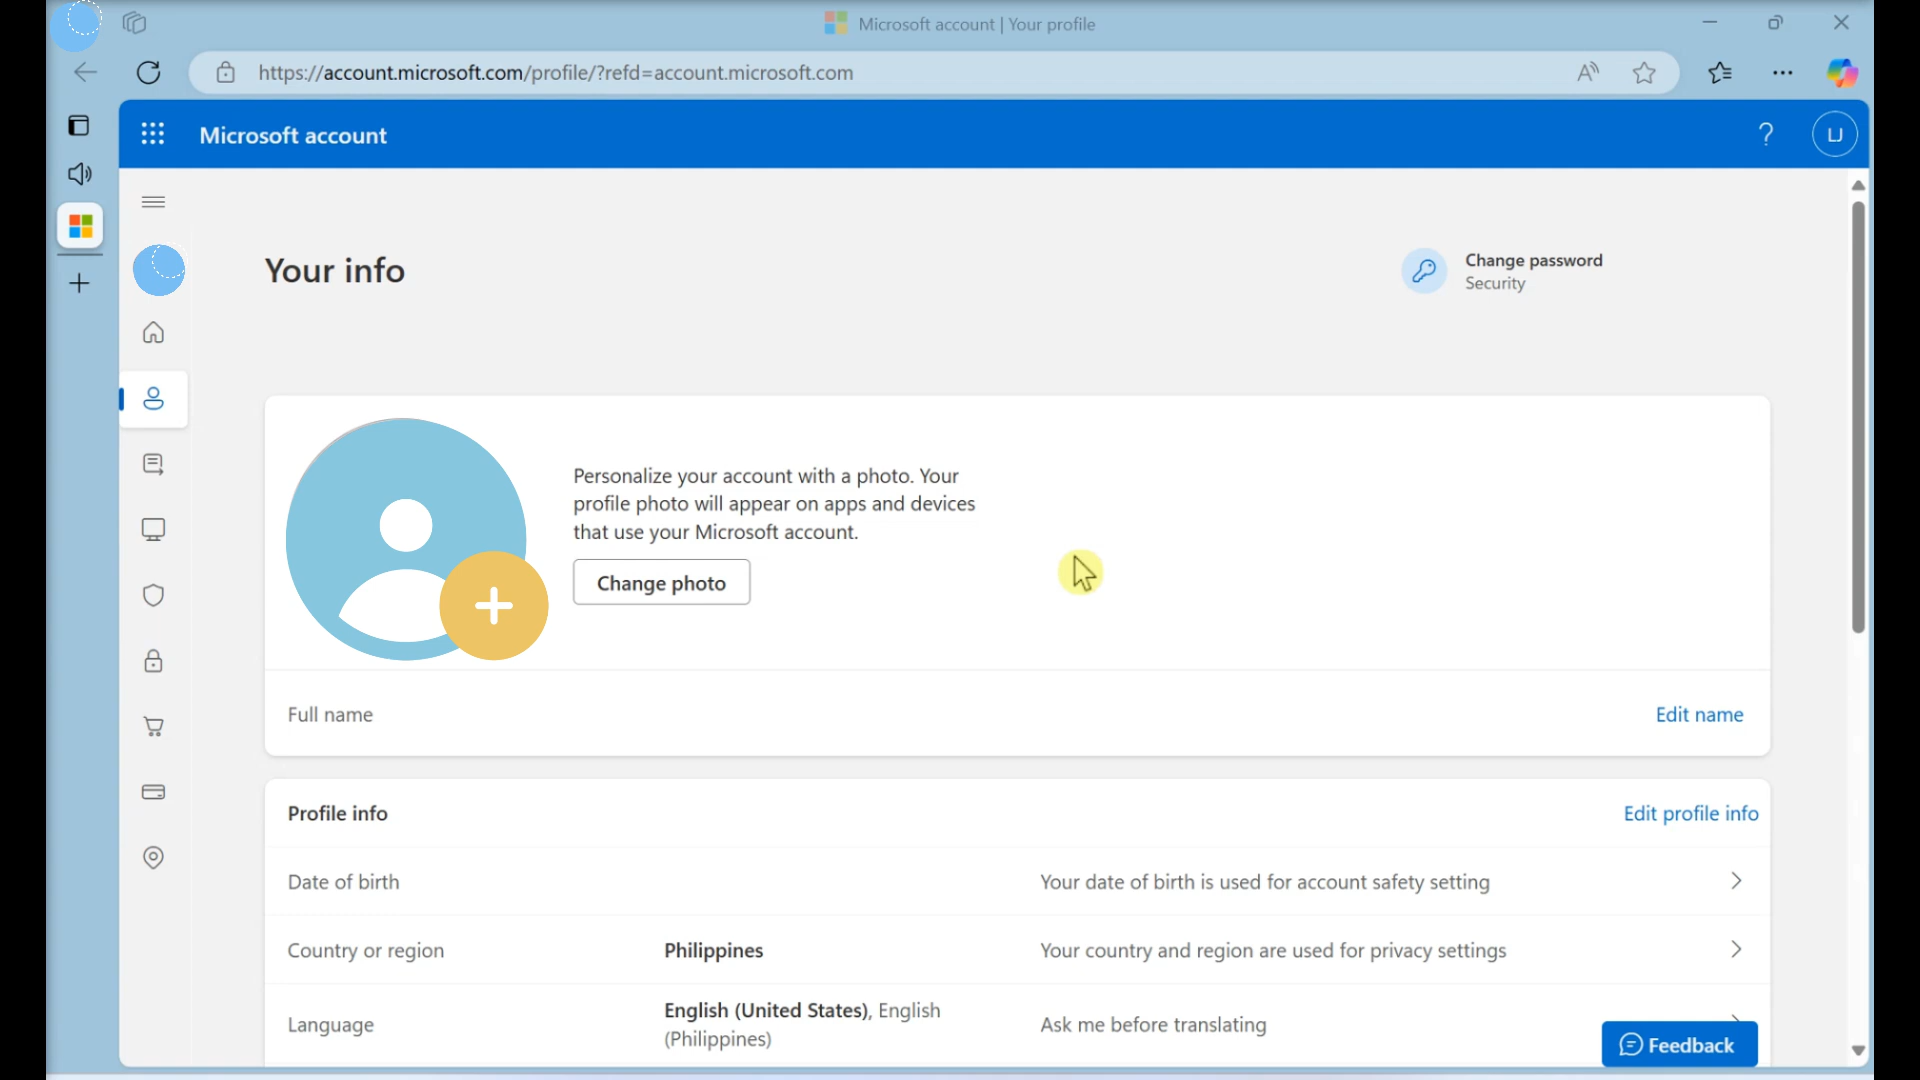 Microsoft account | Your profile
https://account.microsoft.com/profile/?refd=account.microsoft.com
Microsoft account
?
LJ
Your info
Change password
Security
Personalize your account with a photo. Your
profile photo will appear on apps and devices
that use your Microsoft account.
Change photo
Full name
Edit name
Profile info
Edit profile info
Date of birth
Your date of birth is used for account safety setting
Country or region
Philippines
Your country and region are used for privacy settings
Language
English (United States), English
(Philippines)
Ask me before translating
Feedback